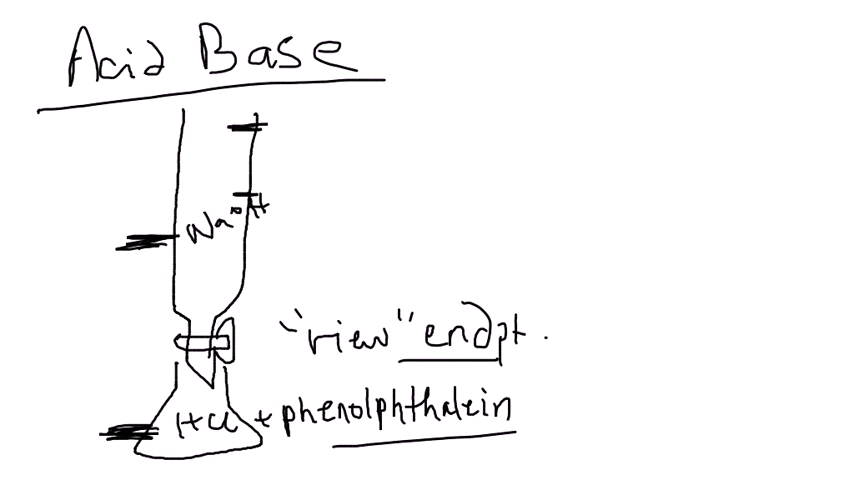 Acid Base
NaOH
"view" endpt.
HCl + phenolphthalein